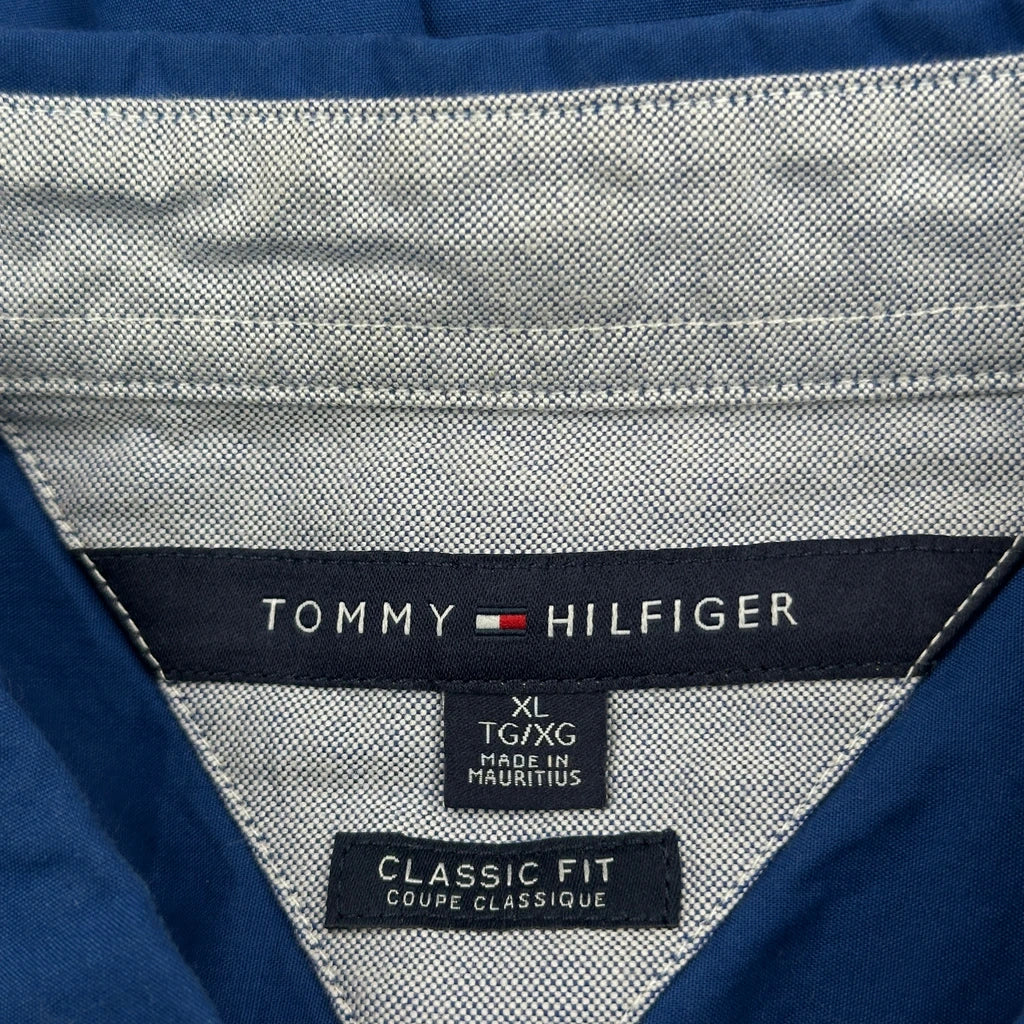 TOMMY HILFIGER
XL
TG/XG
MADE IN
MAURITIUS
CLASSIC FIT
COUPE CLASSIQUE